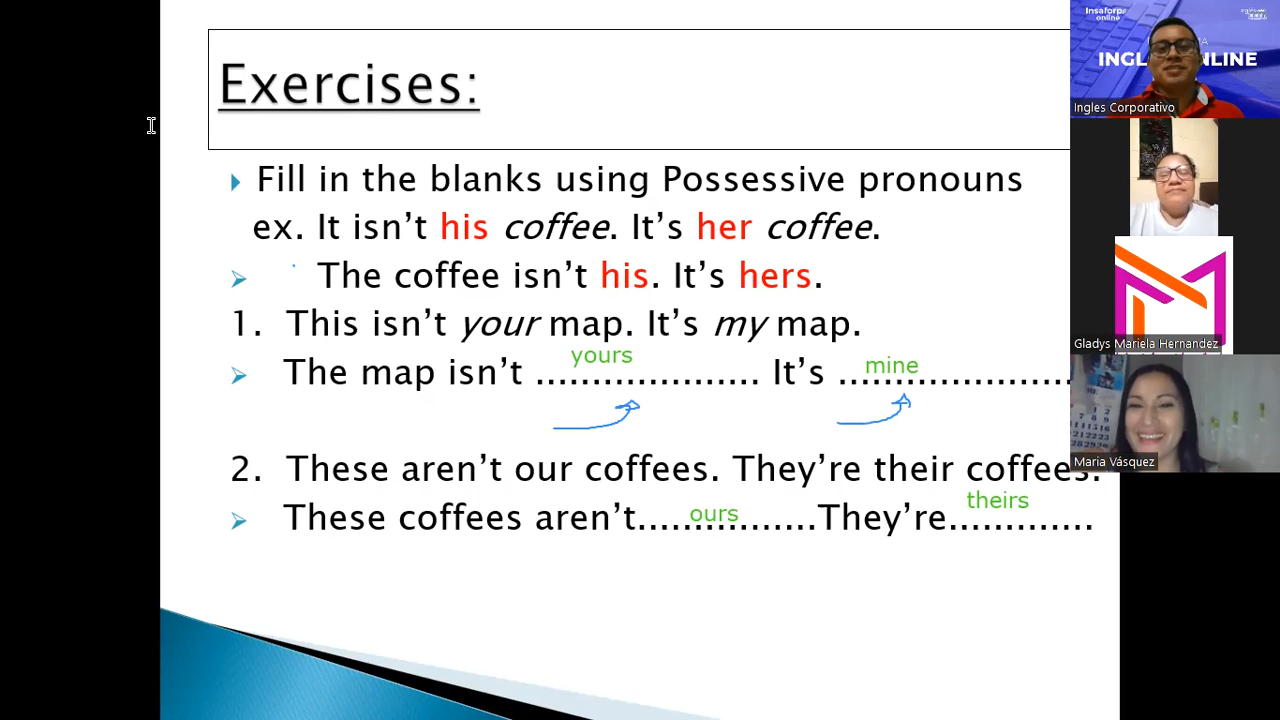 Exercises:
Fill in the blanks using Possessive pronouns
ex. It isn't his coffee. It's her coffee.
The coffee isn't his. It's hers.
1. This isn't your map. It's my map.
yours mine
The map isn't .................... It's .....................
2. These aren't our coffees. They're their coffees.
ours theirs
These coffees aren't................They're.............
Insaforp
online
INGL NLINE
Ingles Corporativo
Gladys Mariela Hernandez
Maria Vásquez